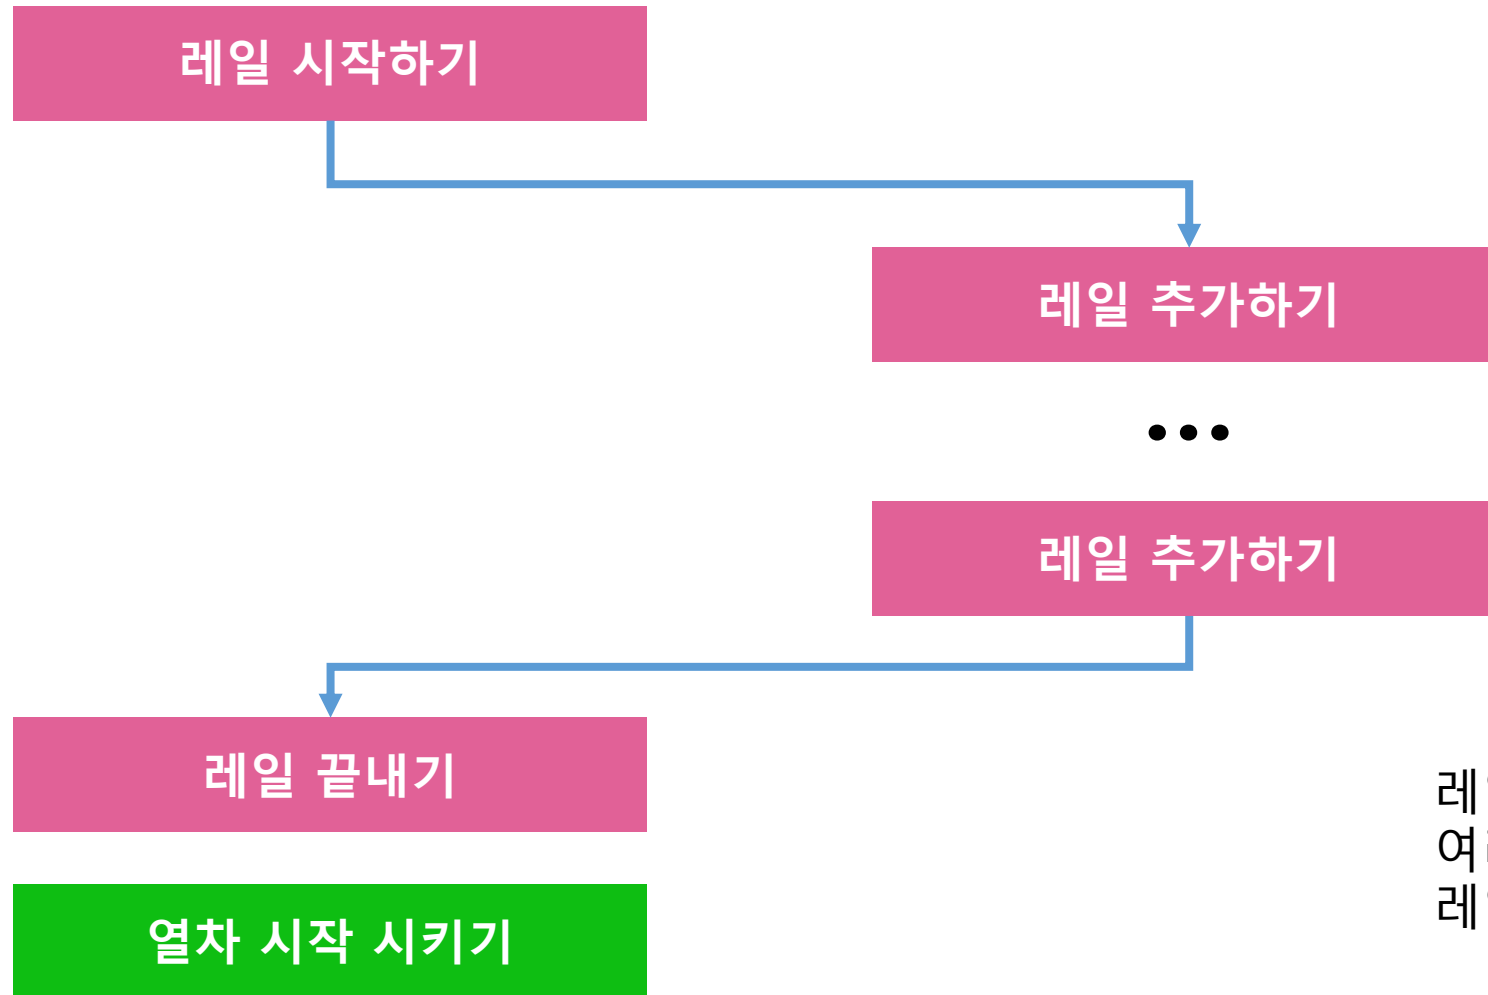 레일 시작하기
레일 추가하기
•••
레일 추가하기
레일 끝내기
열차 시작 시키기